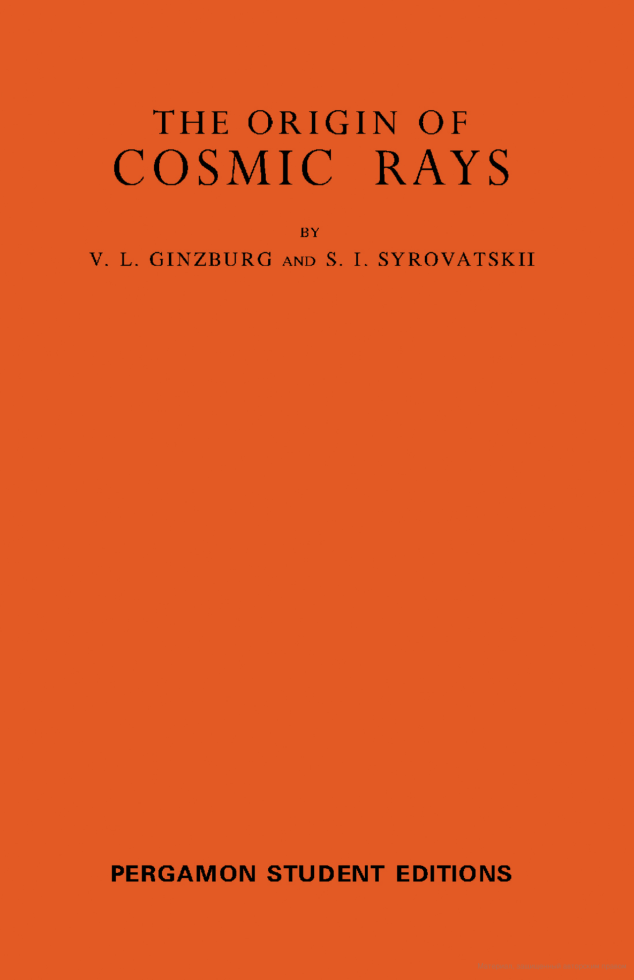 THE ORIGIN OF
COSMIC RAYS
BY
V. L. GINZBURG AND S. I. SYROVATSKII
PERGAMON STUDENT EDITIONS